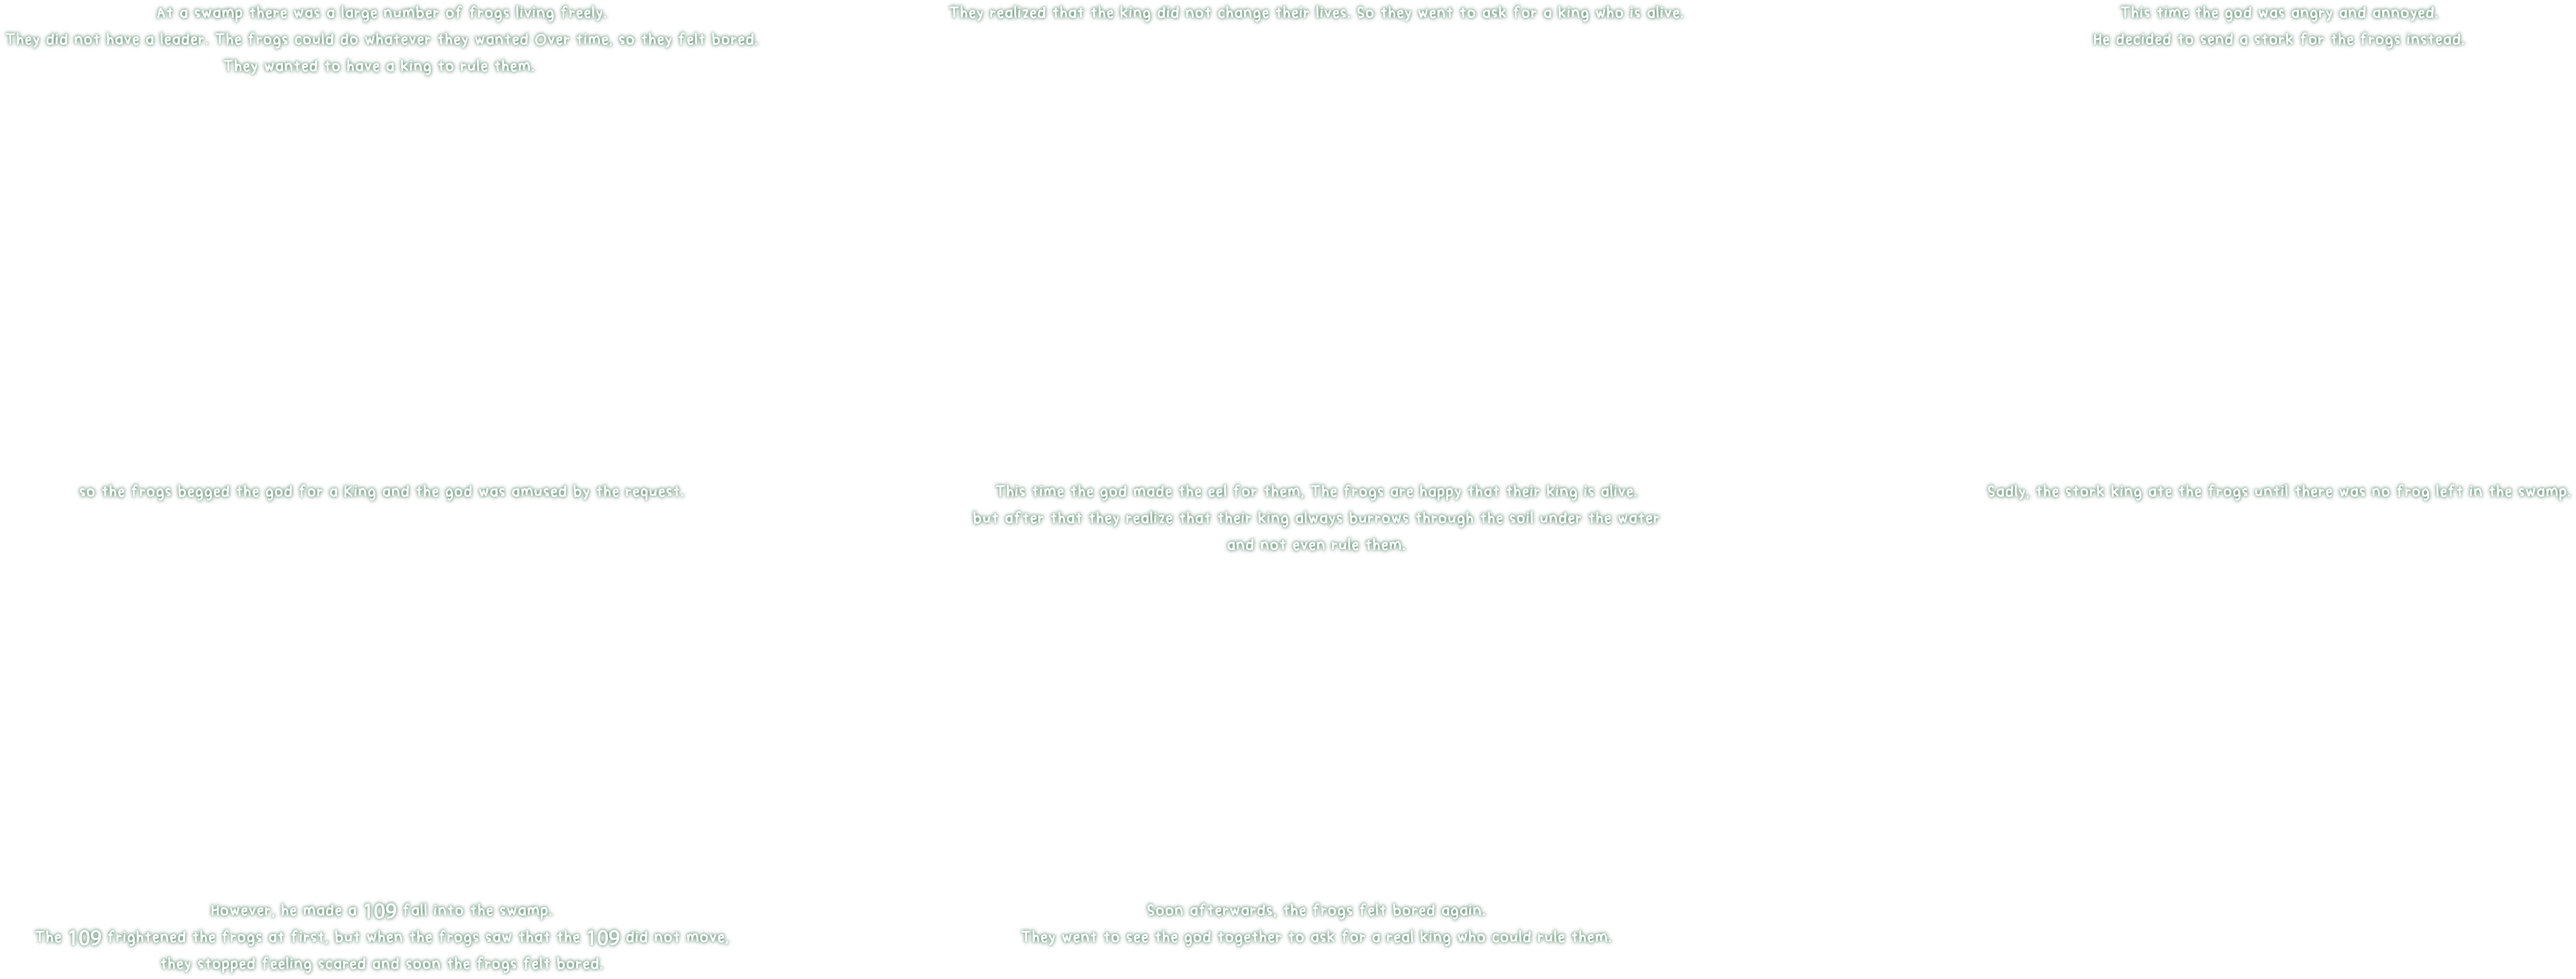 At a swamp there was a large number of frogs living freely.
They did not have a leader. The frogs could do whatever they wanted Over time, so they felt bored.
They wanted to have a king to rule them.
so the frogs begged the god for a King and the god was amused by the request.
However, he made a 109 fall into the swamp.
The 109 frightened the frogs at first, but when the frogs saw that the 109 did not move,
they stopped feeling scared and soon the frogs felt bored.
They realized that the king did not change their lives. So they went to ask for a king who is alive.
This time the god made the eel for them, The frogs are happy that their king is alive.
but after that they realize that their king always burrows through the soil under the water
and not even rule them.
Soon afterwards, the frogs felt bored again.
They went to see the god together to ask for a real king who could rule them.
This time the god was angry and annoyed.
He decided to send a stork for the frogs instead.
Sadly, the stork king ate the frogs until there was no frog left in the swamp.